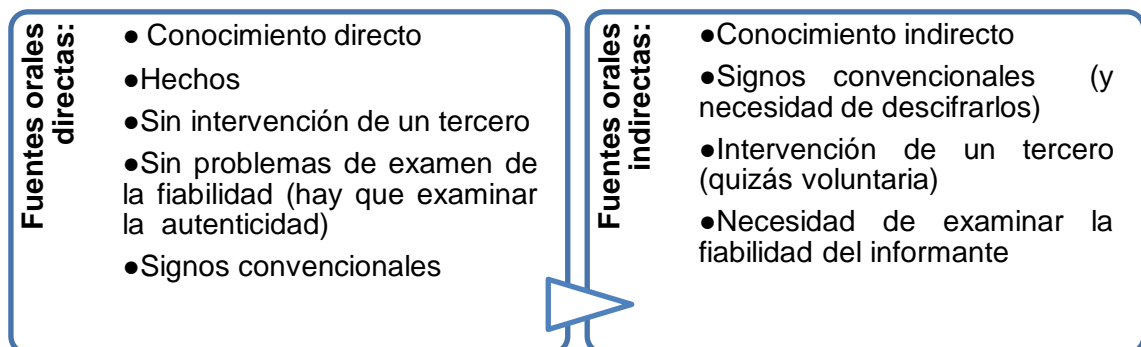 Fuentes orales
directas:
● Conocimiento directo
●Hechos
●Sin intervención de un tercero
●Sin problemas de examen de
la fiabilidad (hay que examinar
la autenticidad)
●Signos convencionales
Fuentes orales
indirectas:
●Conocimiento indirecto
●Signos convencionales (y
necesidad de descifrarlos)
●Intervención de un tercero
(quizás voluntaria)
●Necesidad de examinar la
fiabilidad del informante